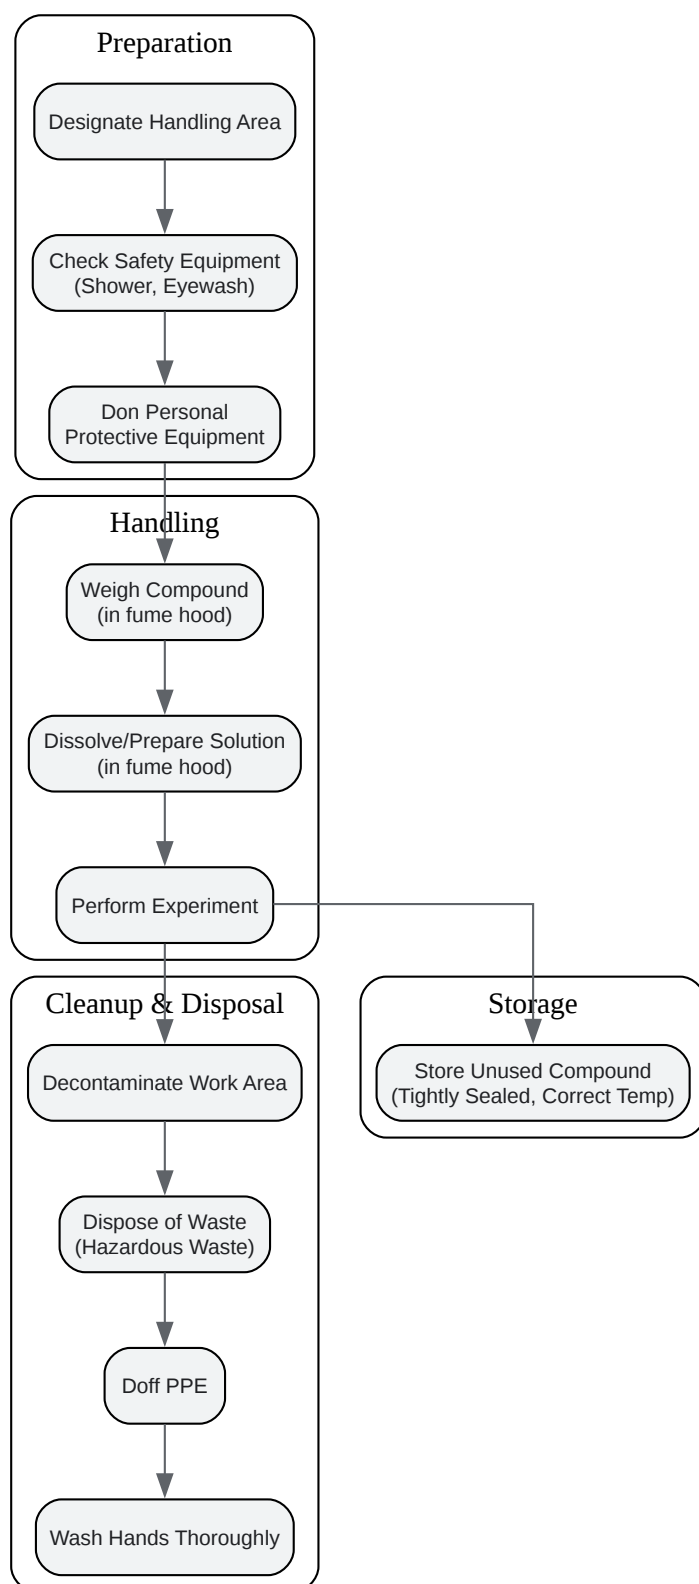 Preparation
Designate Handling Area
Check Safety Equipment
(Shower, Eyewash)
Don Personal
Protective Equipment
Handling
Weigh Compound
(in fume hood)
Dissolve/Prepare Solution
(in fume hood)
Perform Experiment
Cleanup & Disposal
Decontaminate Work Area
Dispose of Waste
(Hazardous Waste)
Doff PPE
Wash Hands Thoroughly
Storage
Store Unused Compound
(Tightly Sealed, Correct Temp)